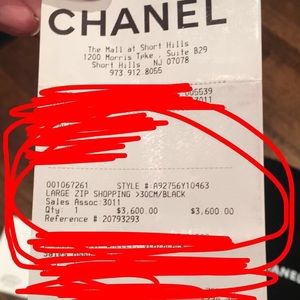 CHANEL
The Mall at Short Hills
1200 Morris Tpke , Suite B29
Short Hills NJ 07078
973.912.8055
3011
001067261 STYLE # A92756Y10463
LARGE ZIP SHOPPING >30CM/BLACK
Sales Assoc 3011
Qty: 1 $3,600.00 $3,600.00
Reference # 20793293